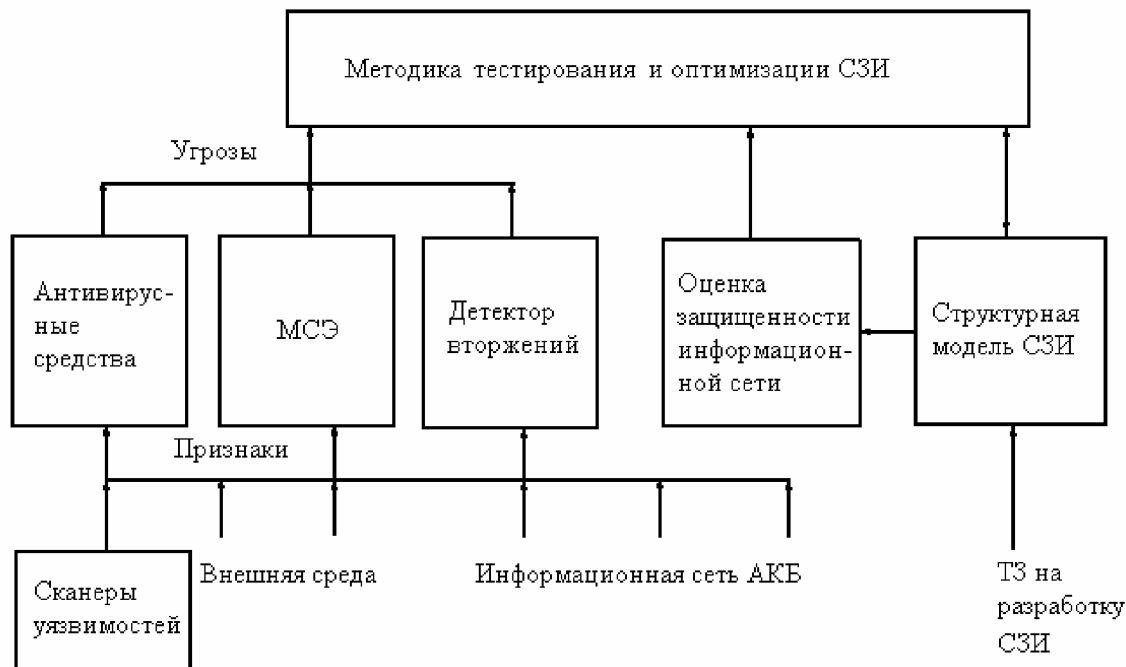 Методика тестирования и оптимизации СЗИ
Угрозы
Антивирус-
ные
средства
МСЭ
Детектор
вторжений
Оценка
защищенности
информацион-
ной сети
Структурная
модель СЗИ
Признаки
Сканеры
уязвимостей
Внешняя среда
Информационная сеть АКБ
ТЗ на
разработку
СЗИ